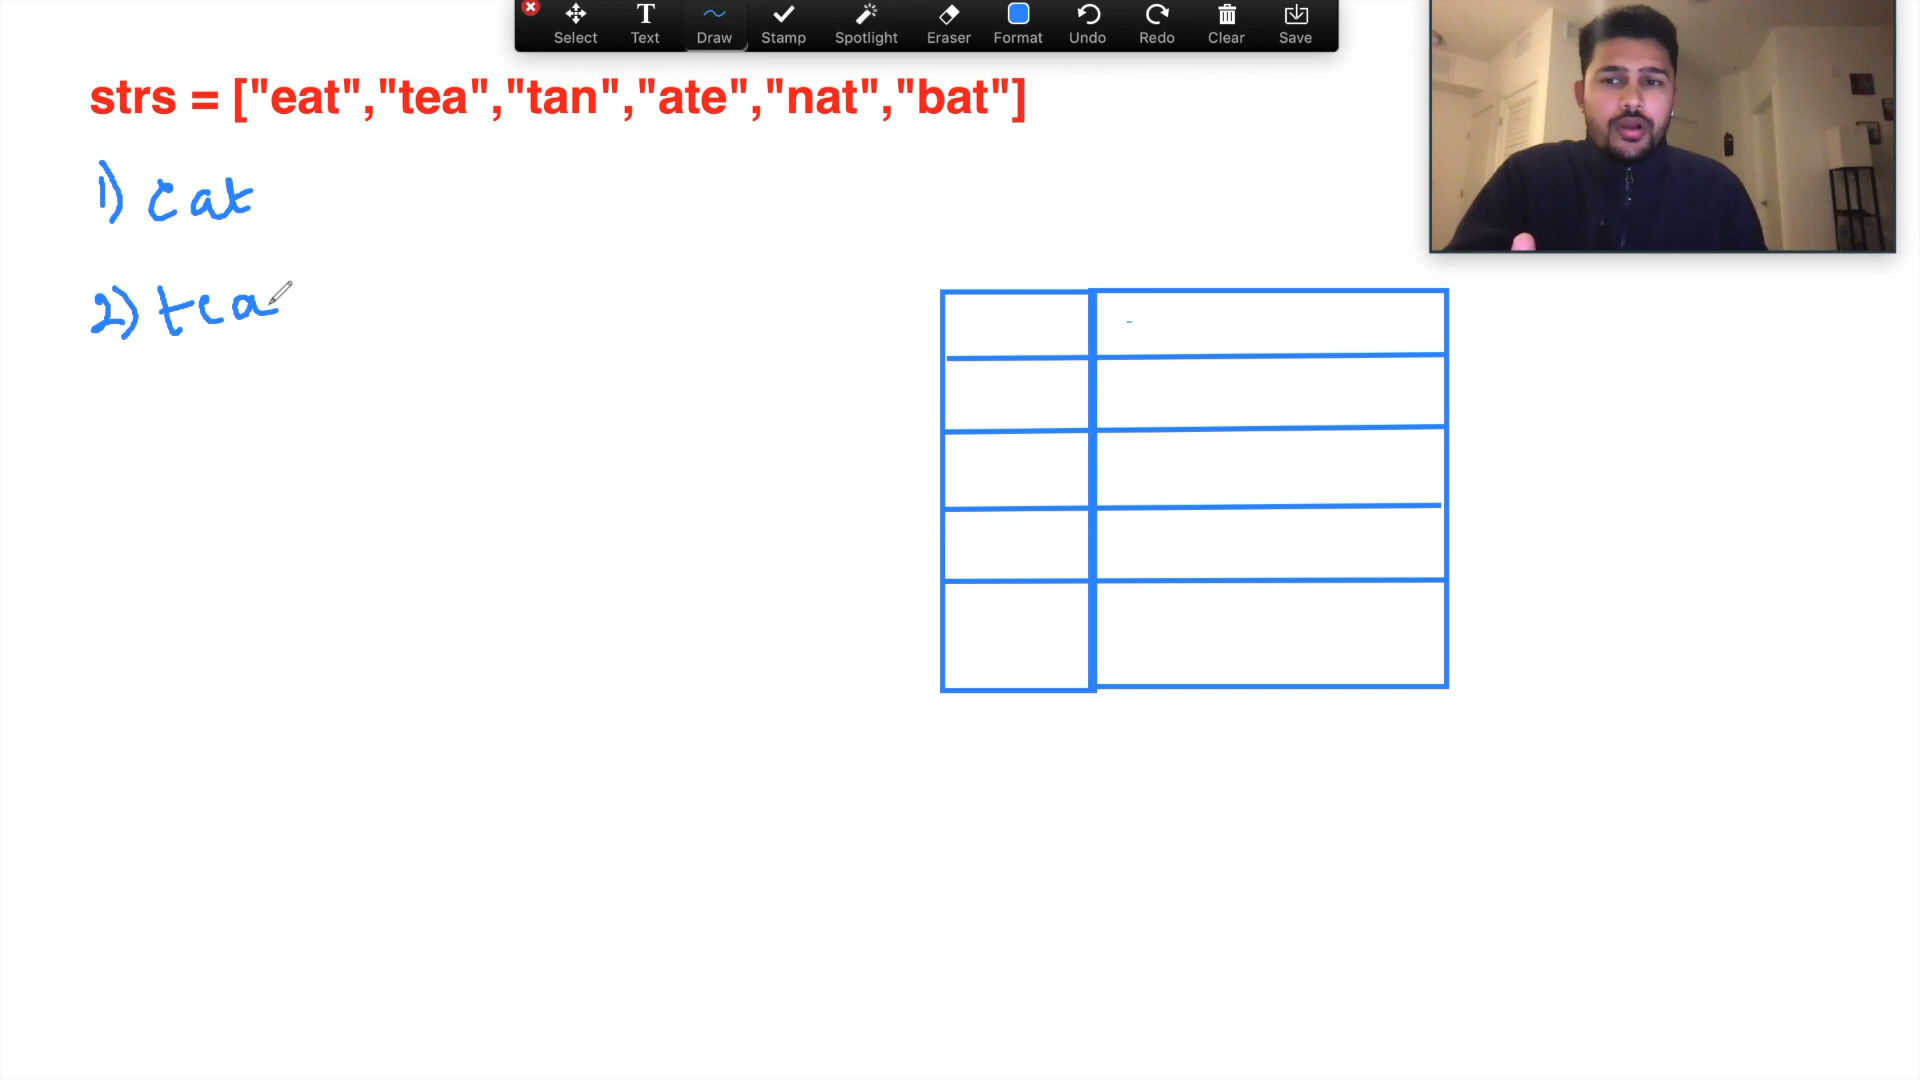 Select Text Draw Stamp Spotlight Eraser Format Undo Redo Clear Save
strs = ["eat","tea","tan","ate","nat","bat"]
1) eat
2) tea